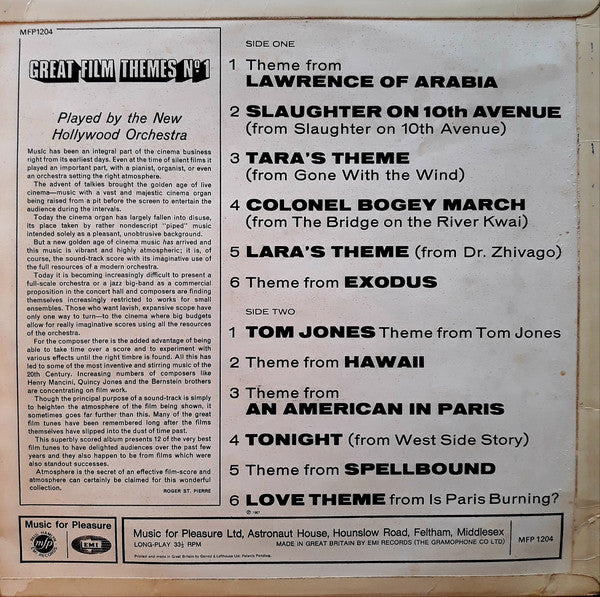 MFP1204
GREAT FILM THEMES Nº1
Played by the New
Hollywood Orchestra
Music has been an integral part of the cinema business
right from its earliest days. Even at the time of silent films it
played an important part, with a pianist, organist, or even
an orchestra setting the right atmosphere.
The advent of talkies brought the golden age of live
cinema—music with a vast and majestic cinema organ
being raised from a pit before the screen to entertain the
audience during the intervals.
Today the cinema organ has largely fallen into disuse,
its place taken by rather nondescript "piped" music
intended solely as a pleasant, unobtrusive background.
But a new golden age of cinema music has arrived and
this music is vibrant and highly atmospheric; it is, of
course, the sound-track score with its imaginative use of
the full resources of a modern orchestra.
Today it is becoming increasingly difficult to present a
full-scale orchestra or a jazz big-band as a commercial
proposition in the concert hall and composers are finding
themselves increasingly restricted to works for small
ensembles. Those who want lavish, expansive scope have
only one way to turn—to the cinema where big budgets
allow for really imaginative scores using all the resources
of the orchestra.
For the composer there is the added advantage of being
able to take time over a score and to experiment with
various effects until the right timbre is found. All this has
led to some of the most inventive and stirring music of the
20th Century. Increasing numbers of composers like
Henry Mancini, Quincy Jones and the Bernstein brothers
are concentrating on film work.
Though the principal purpose of a sound-track is simply
to heighten the atmosphere of the film being shown, it
sometimes goes far further than this. Many of the great
film tunes have been remembered long after the films
themselves have slipped into the dust of time past.
This superbly scored album presents 12 of the very best
film tunes to have delighted audiences over the past few
years and they also happen to be from films which were
also standout successes.
Atmosphere is the secret of an effective film-score and
atmosphere can certainly be claimed for this wonderful
collection.
ROGER ST. PIERRE
SIDE ONE
1 Theme from
LAWRENCE OF ARABIA
2 SLAUGHTER ON 10th AVENUE
(from Slaughter on 10th Avenue)
3 TARA'S THEME
(from Gone With the Wind)
4 COLONEL BOGEY MARCH
(from The Bridge on the River Kwai)
5 LARA'S THEME (from Dr. Zhivago)
6 Theme from EXODUS
SIDE TWO
1 TOM JONES Theme from Tom Jones
2 Theme from HAWAII
3 Theme from
AN AMERICAN IN PARIS
4 TONIGHT (from West Side Story)
5 Theme from SPELLBOUND
6 LOVE THEME from Is Paris Burning?
℗ 1967
Music for Pleasure
mfp
EMI
Music for Pleasure Ltd, Astronaut House, Hounslow Road, Feltham, Middlesex
LONG-PLAY 33⅓ RPM MADE IN GREAT BRITAIN BY EMI RECORDS (THE GRAMOPHONE CO LTD)
Printed and made in Great Britain by Garrod & Lofthouse Ltd. Patents Pending.
MFP 1204